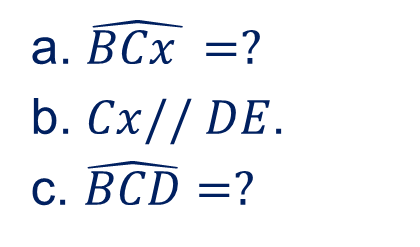 a. $\widehat{BCx}$ =?
b. Cx// DE.
c. $\widehat{BCD}$ =?